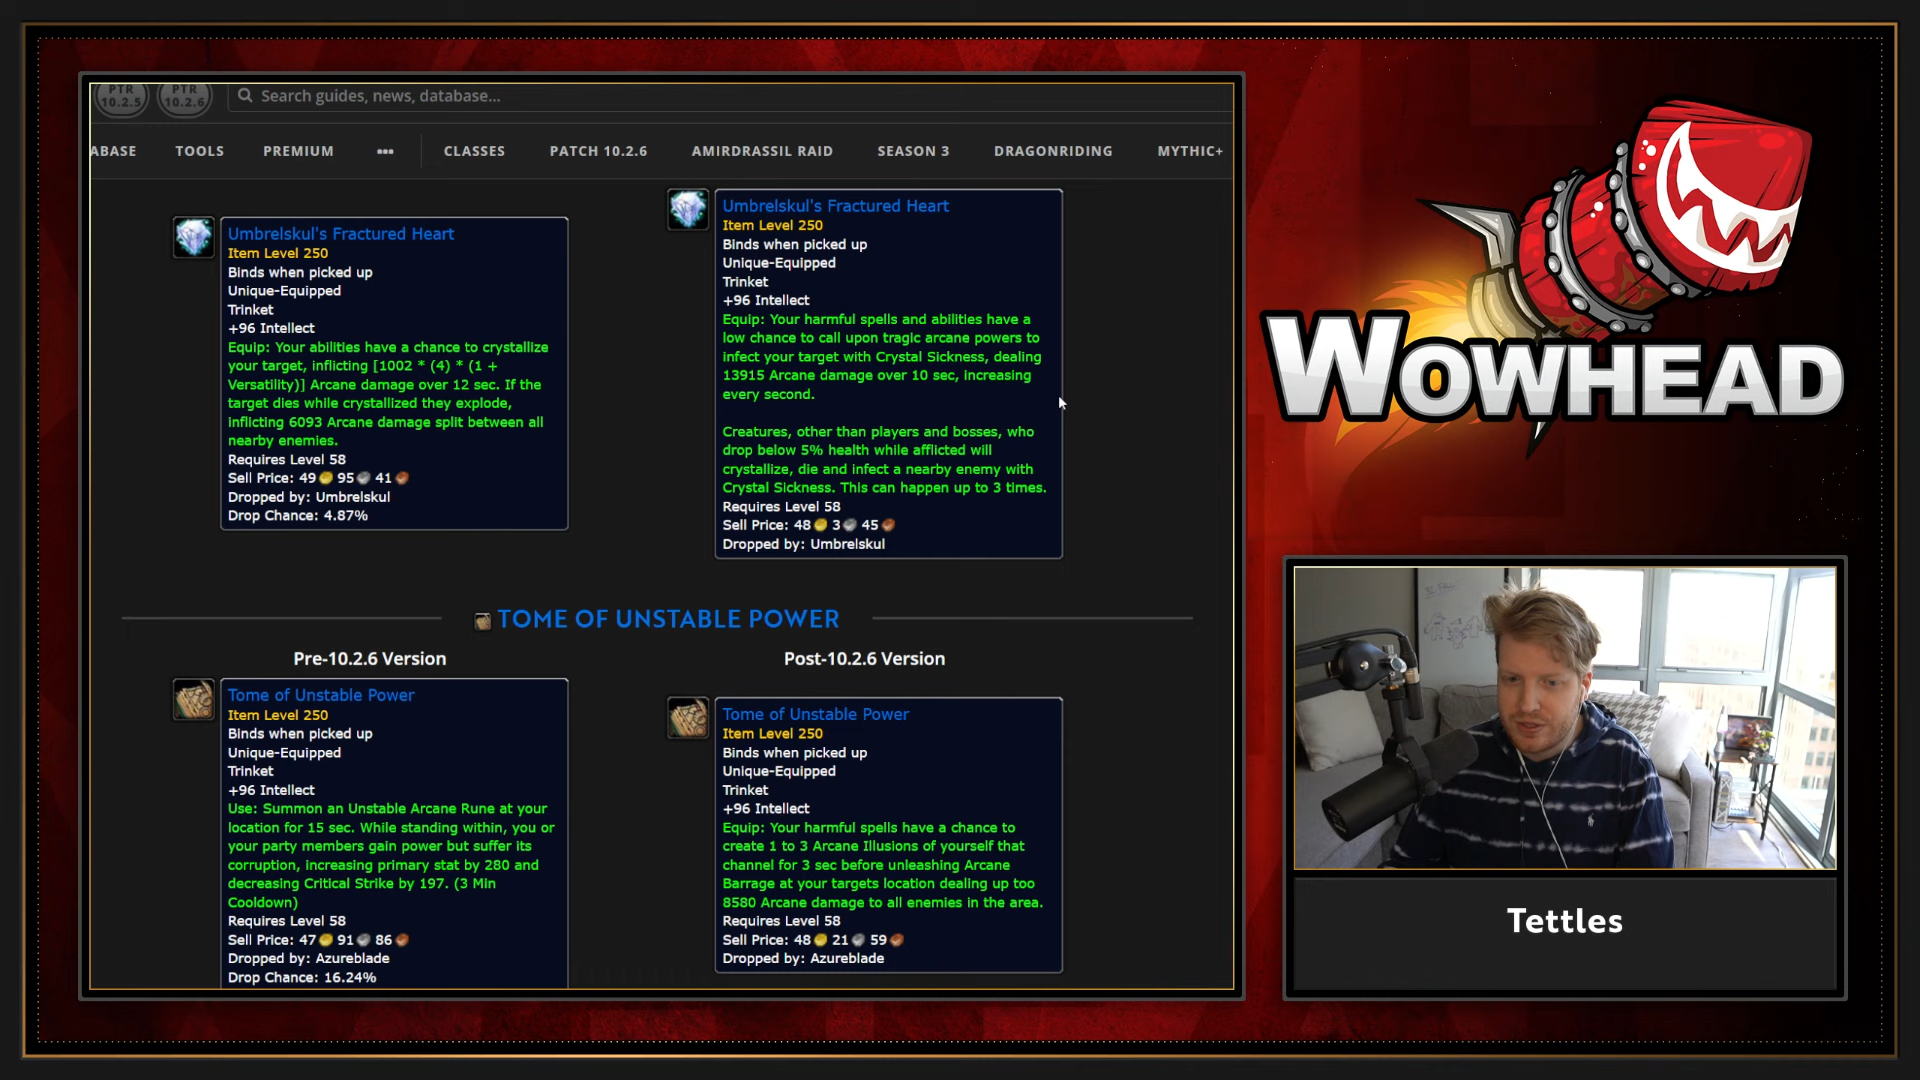 PTR
10.2.5
PTR
10.2.6
Search guides, news, database...
ABASE TOOLS PREMIUM ••• CLASSES PATCH 10.2.6 AMIRDRASSIL RAID SEASON 3 DRAGONRIDING MYTHIC+
Umbrelskul's Fractured Heart
Item Level 250
Binds when picked up
Unique-Equipped
Trinket
+96 Intellect
Equip: Your abilities have a chance to crystallize
your target, inflicting [1002 * (4) * (1 +
Versatility)] Arcane damage over 12 sec. If the
target dies while crystallized they explode,
inflicting 6093 Arcane damage split between all
nearby enemies.
Requires Level 58
Sell Price: 49 95 41
Dropped by: Umbrelskul
Drop Chance: 4.87%
Umbrelskul's Fractured Heart
Item Level 250
Binds when picked up
Unique-Equipped
Trinket
+96 Intellect
Equip: Your harmful spells and abilities have a
low chance to call upon tragic arcane powers to
infect your target with Crystal Sickness, dealing
13915 Arcane damage over 10 sec, increasing
every second.
Creatures, other than players and bosses, who
drop below 5% health while afflicted will
crystallize, die and infect a nearby enemy with
Crystal Sickness. This can happen up to 3 times.
Requires Level 58
Sell Price: 48 3 45
Dropped by: Umbrelskul
TOME OF UNSTABLE POWER
Pre-10.2.6 Version
Tome of Unstable Power
Item Level 250
Binds when picked up
Unique-Equipped
Trinket
+96 Intellect
Use: Summon an Unstable Arcane Rune at your
location for 15 sec. While standing within, you or
your party members gain power but suffer its
corruption, increasing primary stat by 280 and
decreasing Critical Strike by 197. (3 Min
Cooldown)
Requires Level 58
Sell Price: 47 91 86
Dropped by: Azureblade
Drop Chance: 16.24%
Post-10.2.6 Version
Tome of Unstable Power
Item Level 250
Binds when picked up
Unique-Equipped
Trinket
+96 Intellect
Equip: Your harmful spells have a chance to
create 1 to 3 Arcane Illusions of yourself that
channel for 3 sec before unleashing Arcane
Barrage at your targets location dealing up too
8580 Arcane damage to all enemies in the area.
Requires Level 58
Sell Price: 48 21 59
Dropped by: Azureblade
WOWHEAD
Tettles